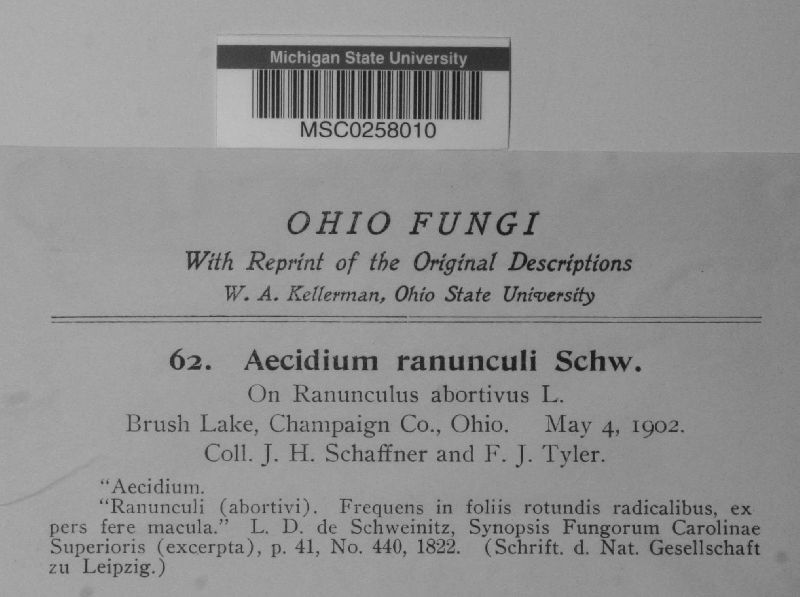 Michigan State University
MSC0258010
OHIO FUNGI
With Reprint of the Original Descriptions
W. A. Kellerman, Ohio State University
62. Aecidium ranunculi Schw.
On Ranunculus abortivus L.
Brush Lake, Champaign Co., Ohio. May 4, 1902.
Coll. J. H. Schaffner and F. J. Tyler.
"Aecidium.
"Ranunculi (abortivi). Frequens in foliis rotundis radicalibus, ex
pers fere macula." L. D. de Schweinitz, Synopsis Fungorum Carolinae
Superioris (excerpta), p. 41, No. 440, 1822. (Schrift. d. Nat. Gesellschaft
zu Leipzig.)